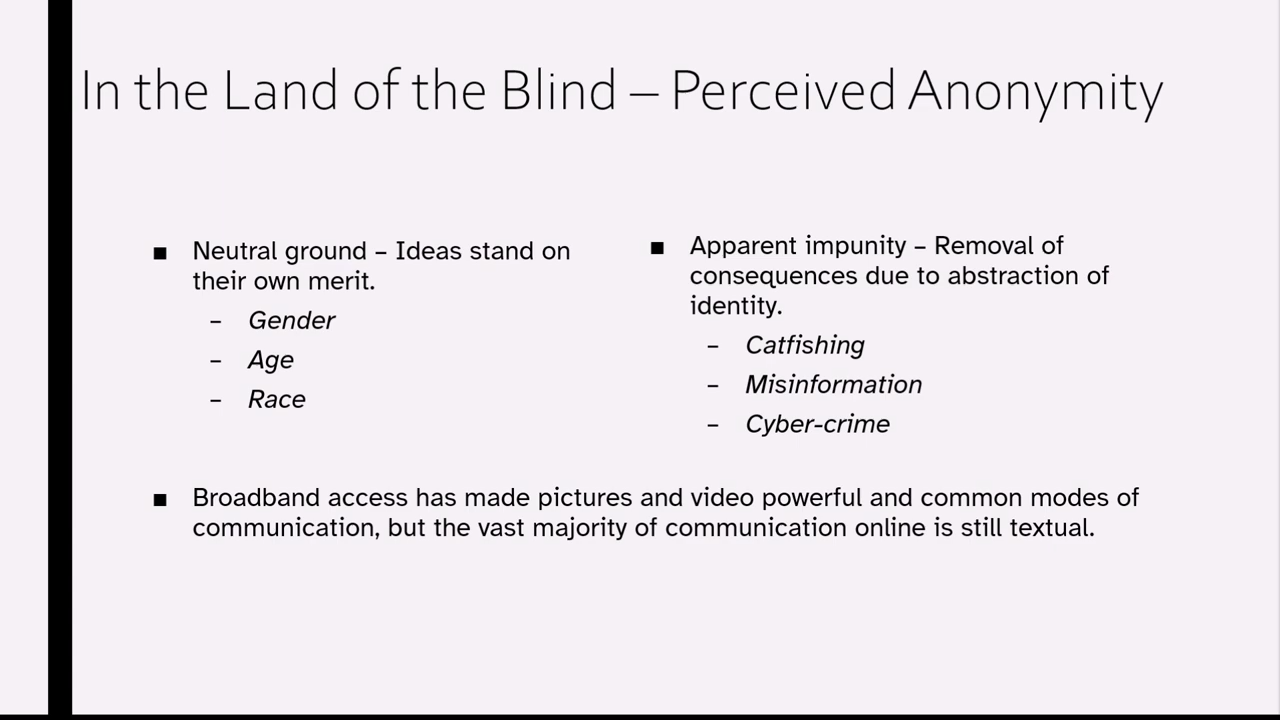 In the Land of the Blind – Perceived Anonymity
■ Neutral ground – Ideas stand on
their own merit.
– Gender
– Age
– Race
■ Apparent impunity – Removal of
consequences due to abstraction of
identity.
– Catfishing
– Misinformation
– Cyber-crime
■ Broadband access has made pictures and video powerful and common modes of
communication, but the vast majority of communication online is still textual.